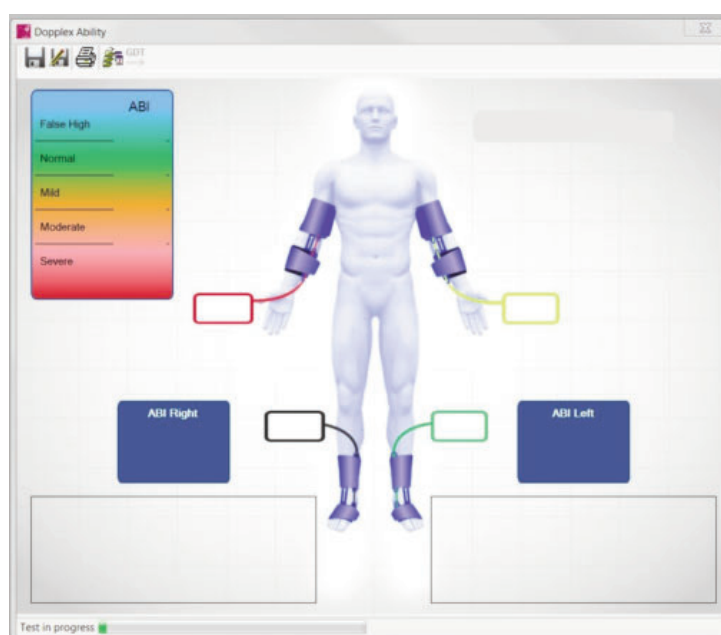 Dopplex Ability
GDT
ABI
False High
Normal
Mild
Moderate
Severe
ABI Right
ABI Left
Test in progress